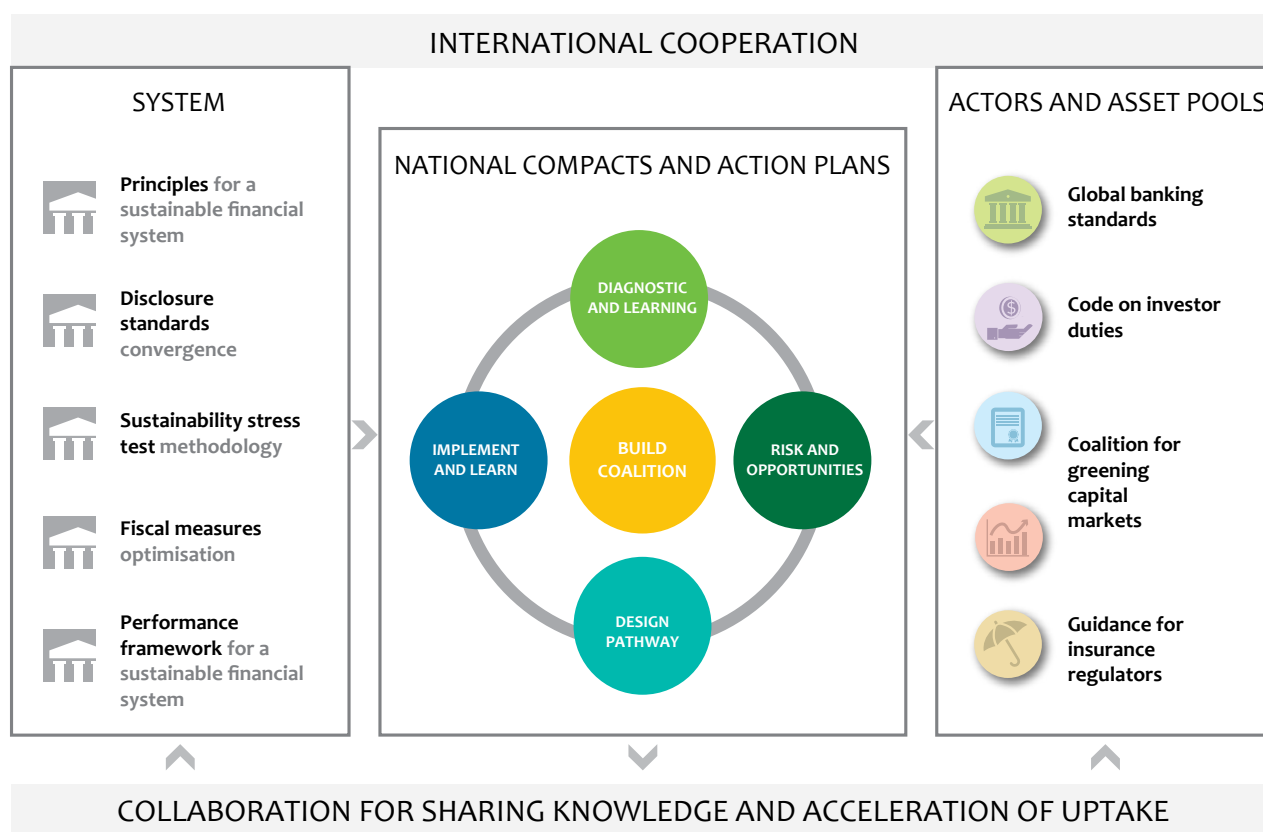 INTERNATIONAL COOPERATION
SYSTEM
Principles for a
sustainable financial
system
Disclosure
standards
convergence
Sustainability stress
test methodology
Fiscal measures
optimisation
Performance
framework for a
sustainable financial
system
NATIONAL COMPACTS AND ACTION PLANS
DIAGNOSTIC
AND LEARNING
IMPLEMENT
AND LEARN
BUILD
COALITION
RISK AND
OPPORTUNITIES
DESIGN
PATHWAY
ACTORS AND ASSET POOLS
Global banking
standards
Code on investor
duties
$
Coalition for
greening
capital
markets
Guidance for
insurance
regulators
COLLABORATION FOR SHARING KNOWLEDGE AND ACCELERATION OF UPTAKE